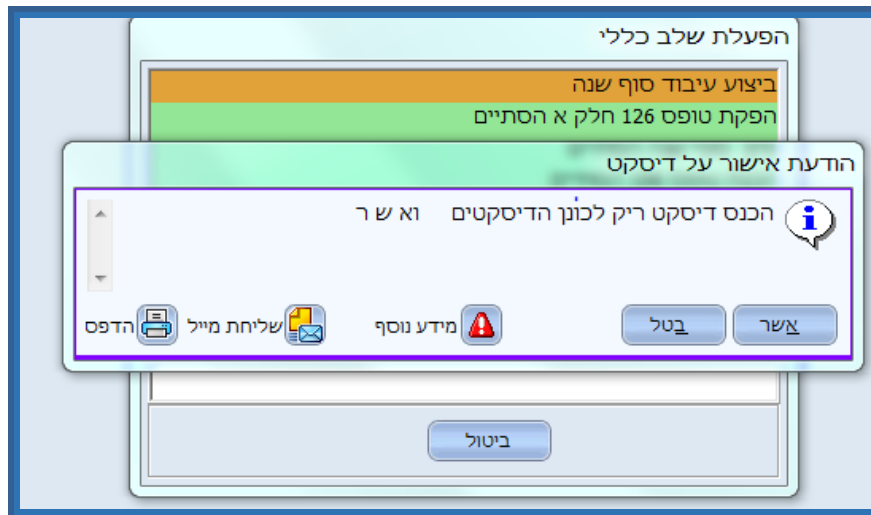 הפעלת שלב כללי
ביצוע עיבוד סוף שנה
הפקת טופס 126 חלק א הסתיים
הודעת אישור על דיסקט
הכנס דיסקט ריק לכונן הדיסקטים וא ש ר
אשר
בטל
מידע נוסף
שליחת מייל
הדפס
ביטול